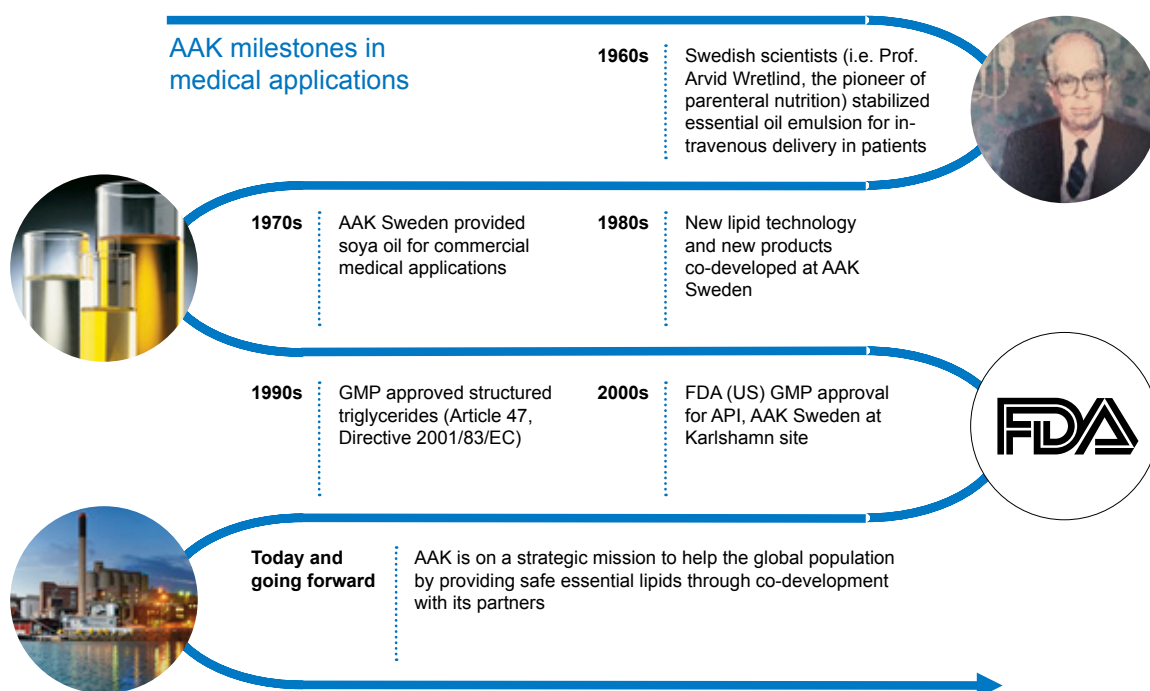 AAK milestones in
medical applications
1960s
Swedish scientists (i.e. Prof.
Arvid Wretlind, the pioneer of
parenteral nutrition) stabilized
essential oil emulsion for in-
travenous delivery in patients
1970s
AAK Sweden provided
soya oil for commercial
medical applications
1980s
New lipid technology
and new products
co-developed at AAK
Sweden
1990s
GMP approved structured
triglycerides (Article 47,
Directive 2001/83/EC)
2000s
FDA (US) GMP approval
for API, AAK Sweden at
Karlshamn site
FDA
Today and
going forward
AAK is on a strategic mission to help the global population
by providing safe essential lipids through co-development
with its partners